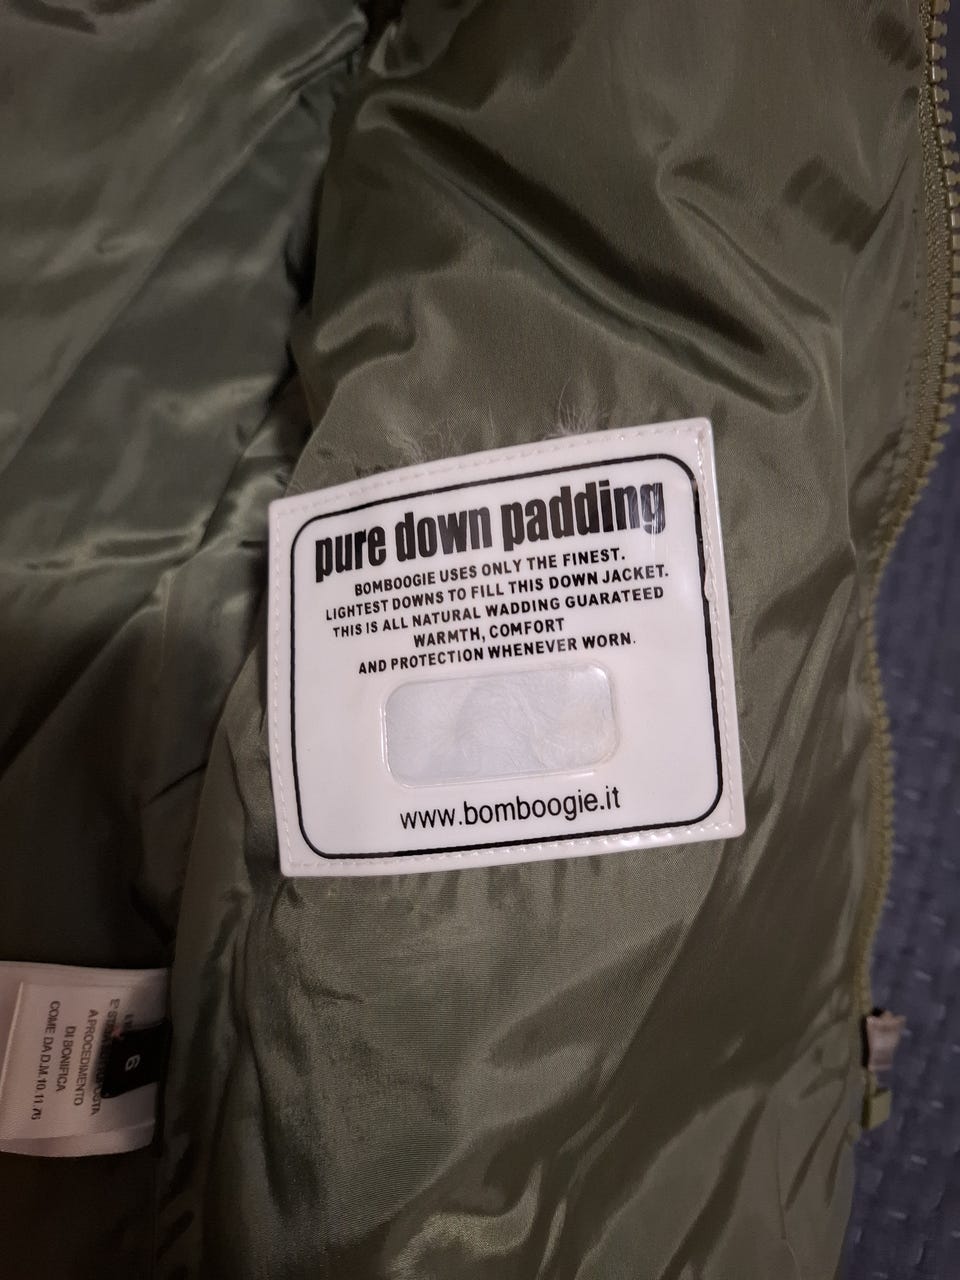 pure down padding
BOMBOOGIE USES ONLY THE FINEST.
LIGHTEST DOWNS TO FILL THIS DOWN JACKET.
THIS IS ALL NATURAL WADDING GUARATEED
WARMTH, COMFORT
AND PROTECTION WHENEVER WORN.
www.bomboogie.it
6
A PROCEDIMENTO
DI BONIFICA
COME DA D.M. 10.11.76